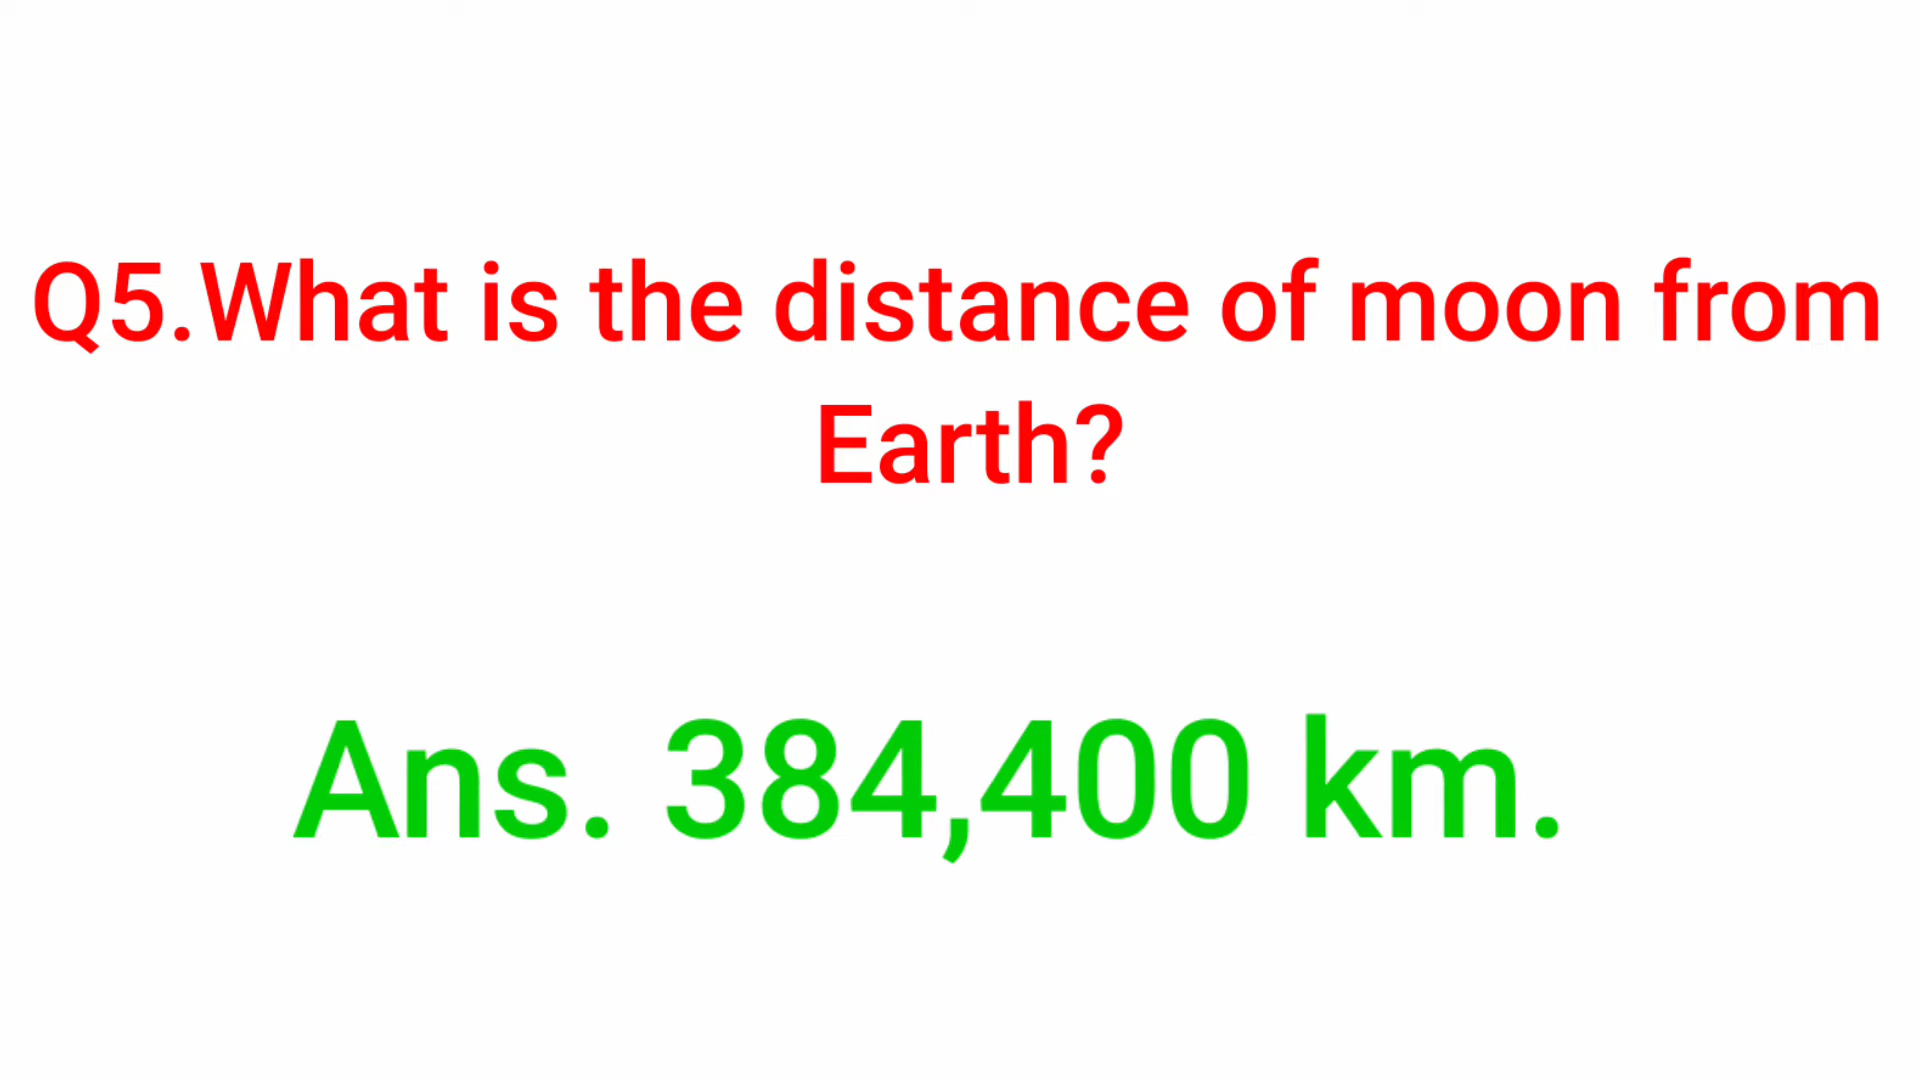 Q5.What is the distance of moon from
Earth?
Ans. 384,400 km.